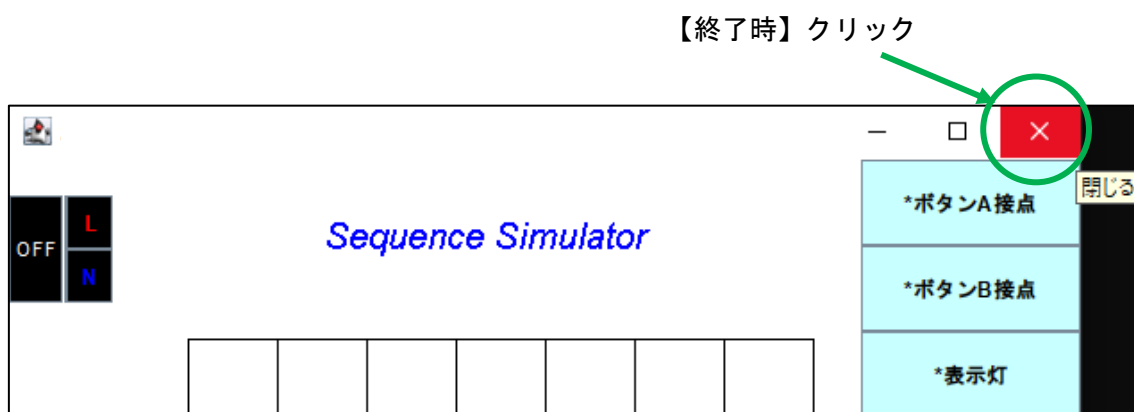 【終了時】クリック
閉じる
OFF
L
N
Sequence Simulator
*ボタンA接点
*ボタンB接点
*表示灯